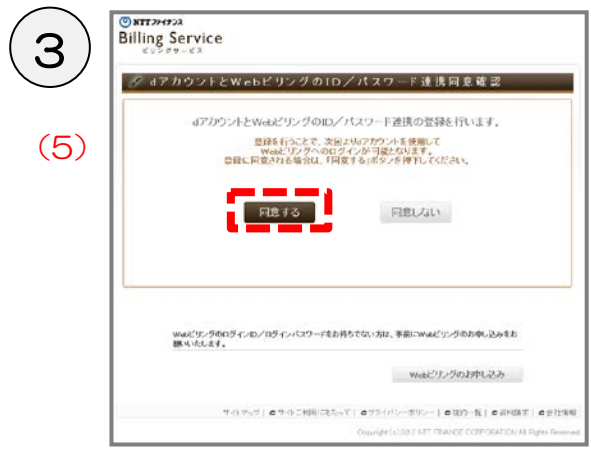 3
(5)
NTTファイナンス
Billing Service
ビリングサービス
dアカウントとWebビリングのID/パスワード連携同意確認
dアカウントとWebビリングのID/パスワード連携の登録を行います。
登録を行うことで、次回よりdアカウントを使用して
Webビリングへのログインが可能となります。
登録に同意される場合は、「同意する」ボタンを押下してください。
同意する
同意しない
WebビリングのログインID/ログインパスワードをお持ちでない方は、事前にWebビリングのお申し込みをお
願いいたします。
Webビリングのお申し込み
サイトマップ | サイトご利用にあたって | プライバシーポリシー | 規約一覧 | 資料請求 | 会社情報
Copyright (c) 2012 NTT FINANCE CORPORATION All Rights Reserved.